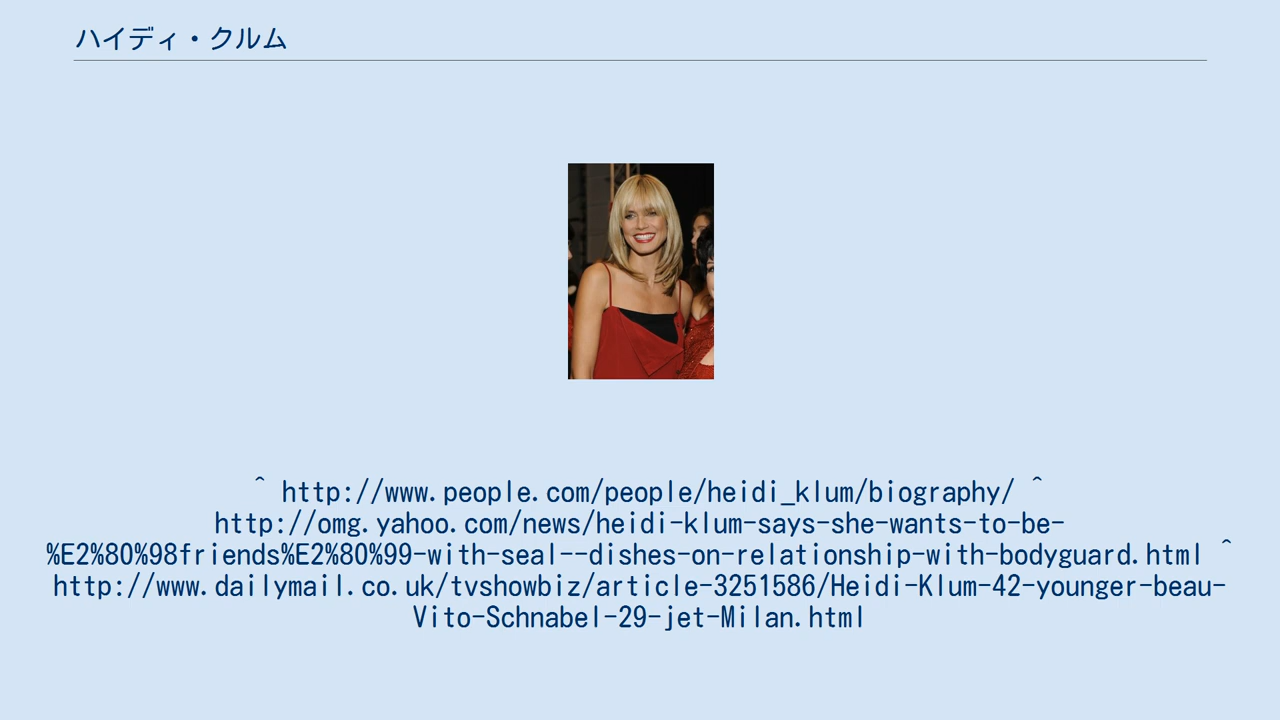 ハイディ・クルム
^ http://www.people.com/people/heidi_klum/biography/ ^
http://omg.yahoo.com/news/heidi-klum-says-she-wants-to-be-
%E2%80%98friends%E2%80%99-with-seal--dishes-on-relationship-with-bodyguard.html ^
http://www.dailymail.co.uk/tvshowbiz/article-3251586/Heidi-Klum-42-younger-beau-
Vito-Schnabel-29-jet-Milan.html